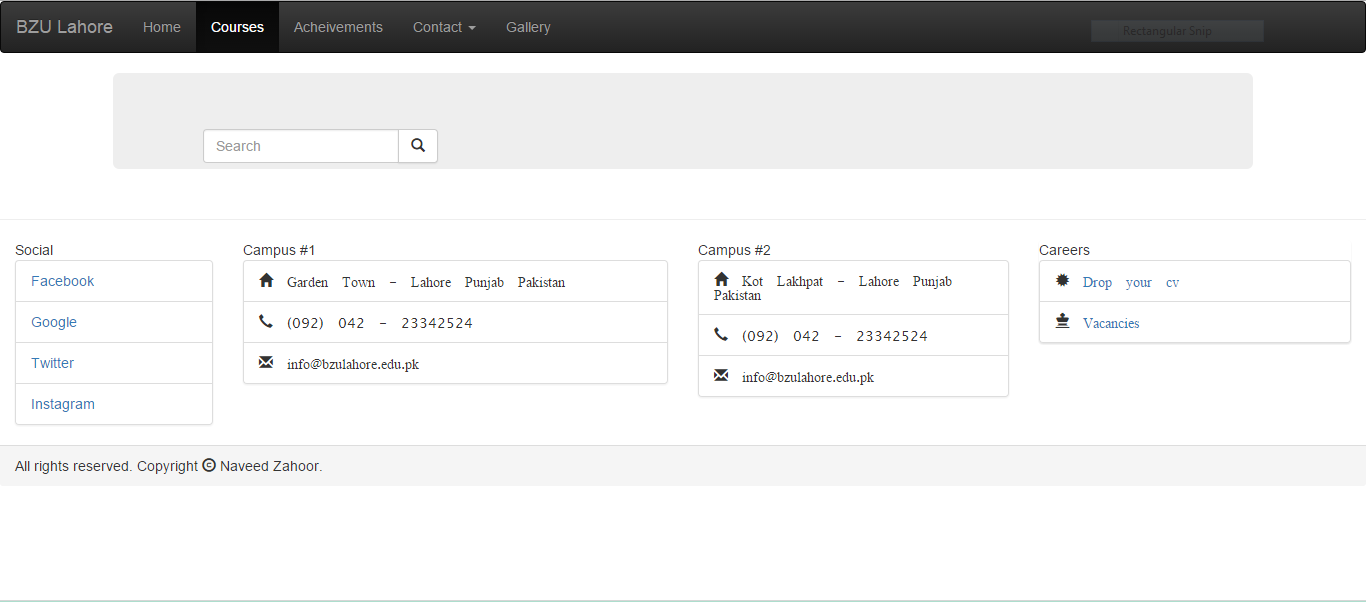 BZU Lahore Home Courses Acheivements Contact Gallery
Rectangular Snip
Search
Social
Facebook
Google
Twitter
Instagram
Campus #1
Garden Town - Lahore Punjab Pakistan
(092) 042 - 23342524
info@bzulahore.edu.pk
Campus #2
Kot Lakhpat - Lahore Punjab
Pakistan
(092) 042 - 23342524
info@bzulahore.edu.pk
Careers
Drop your cv
Vacancies
All rights reserved. Copyright © Naveed Zahoor.